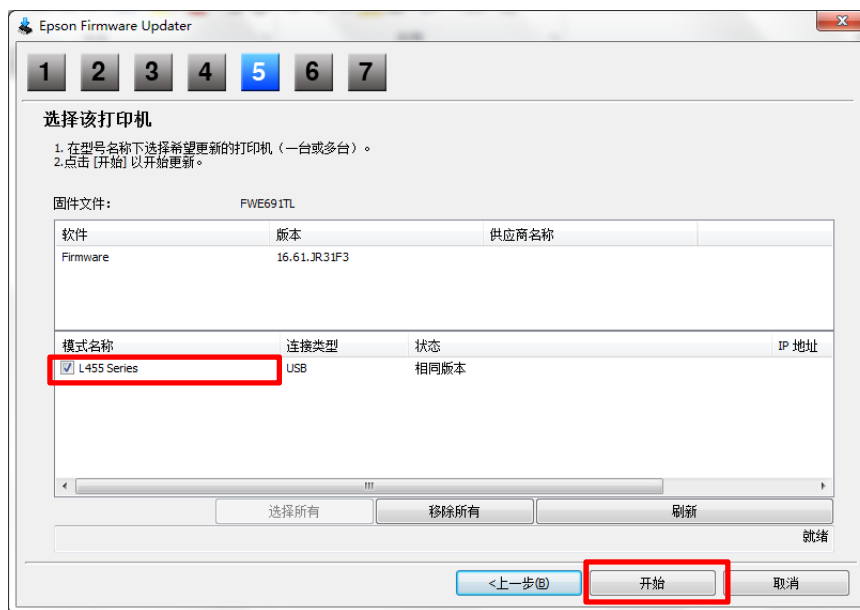 Epson Firmware Updater
1 2 3 4 5 6 7
选择该打印机
1. 在型号名称下选择希望更新的打印机（一台或多台）。
2.点击 [开始] 以开始更新。
固件文件: FWE691TL
软件 版本 供应商名称
Firmware 16.61.JR31F3
模式名称 连接类型 状态 IP 地址
L455 Series USB 相同版本
选择所有 移除所有 刷新
就绪
<上一步(B) 开始 取消